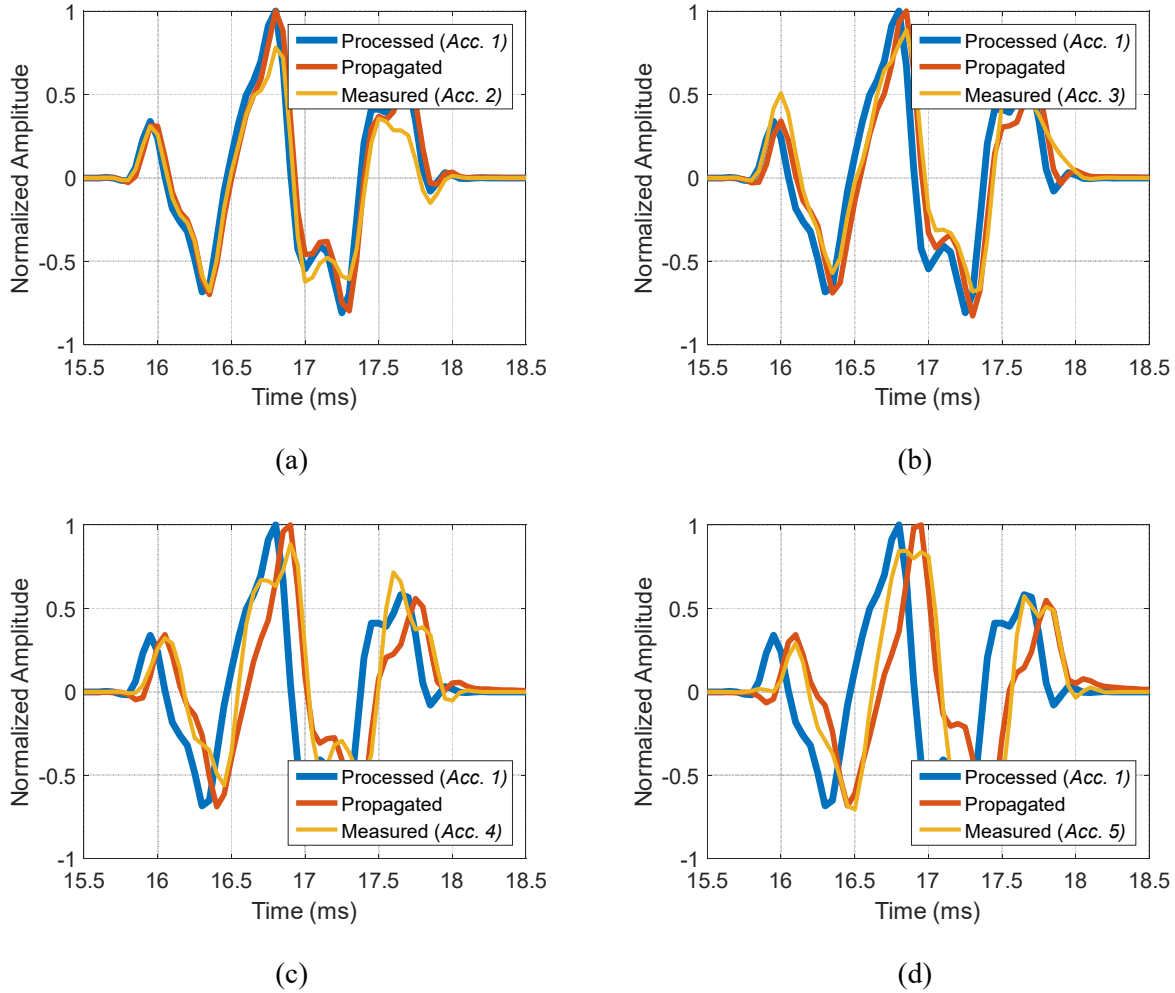 1
0.5
0
-0.5
-1
Normalized Amplitude
Processed (Acc. 1)
Propagated
Measured (Acc. 2)
15.5 16 16.5 17 17.5 18 18.5
Time (ms)
(a)
1
0.5
0
-0.5
-1
Normalized Amplitude
Processed (Acc. 1)
Propagated
Measured (Acc. 3)
15.5 16 16.5 17 17.5 18 18.5
Time (ms)
(b)
1
0.5
0
-0.5
-1
Normalized Amplitude
Processed (Acc. 1)
Propagated
Measured (Acc. 4)
15.5 16 16.5 17 17.5 18 18.5
Time (ms)
(c)
1
0.5
0
-0.5
-1
Normalized Amplitude
Processed (Acc. 1)
Propagated
Measured (Acc. 5)
15.5 16 16.5 17 17.5 18 18.5
Time (ms)
(d)